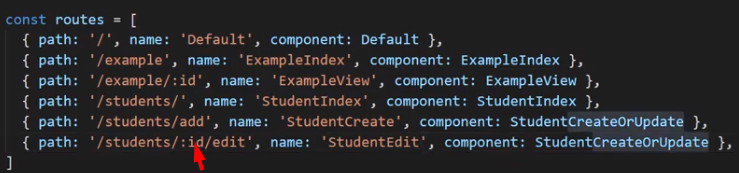 const routes = [
{ path: '/', name: 'Default', component: Default },
{ path: '/example', name: 'ExampleIndex', component: ExampleIndex },
{ path: '/example/:id', name: 'ExampleView', component: ExampleView },
{ path: '/students/', name: 'StudentIndex', component: StudentIndex },
{ path: '/students/add', name: 'StudentCreate', component: StudentCreateOrUpdate },
{ path: '/students/:id/edit', name: 'StudentEdit', component: StudentCreateOrUpdate },
]